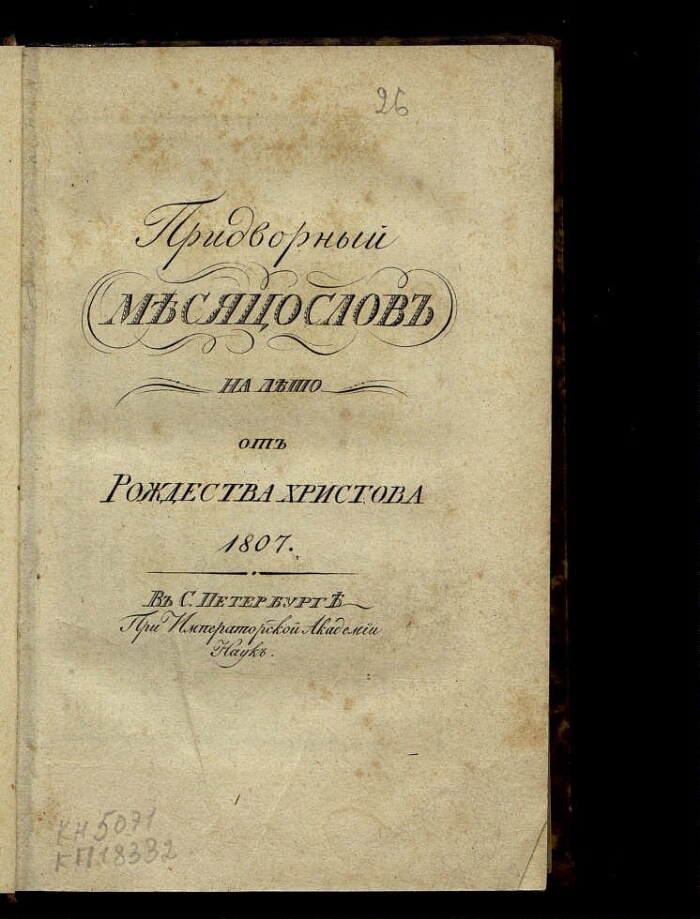 26
Придворный
МѢСЯЦОСЛОВЪ
НА ЛѢТО
отъ
РОЖДЕСТВА ХРИСТОВА
1807.
ВЪ С. ПЕТЕРБУРГѢ
При Императорской Академіи
Наукъ.
КН 5071
КП 18332